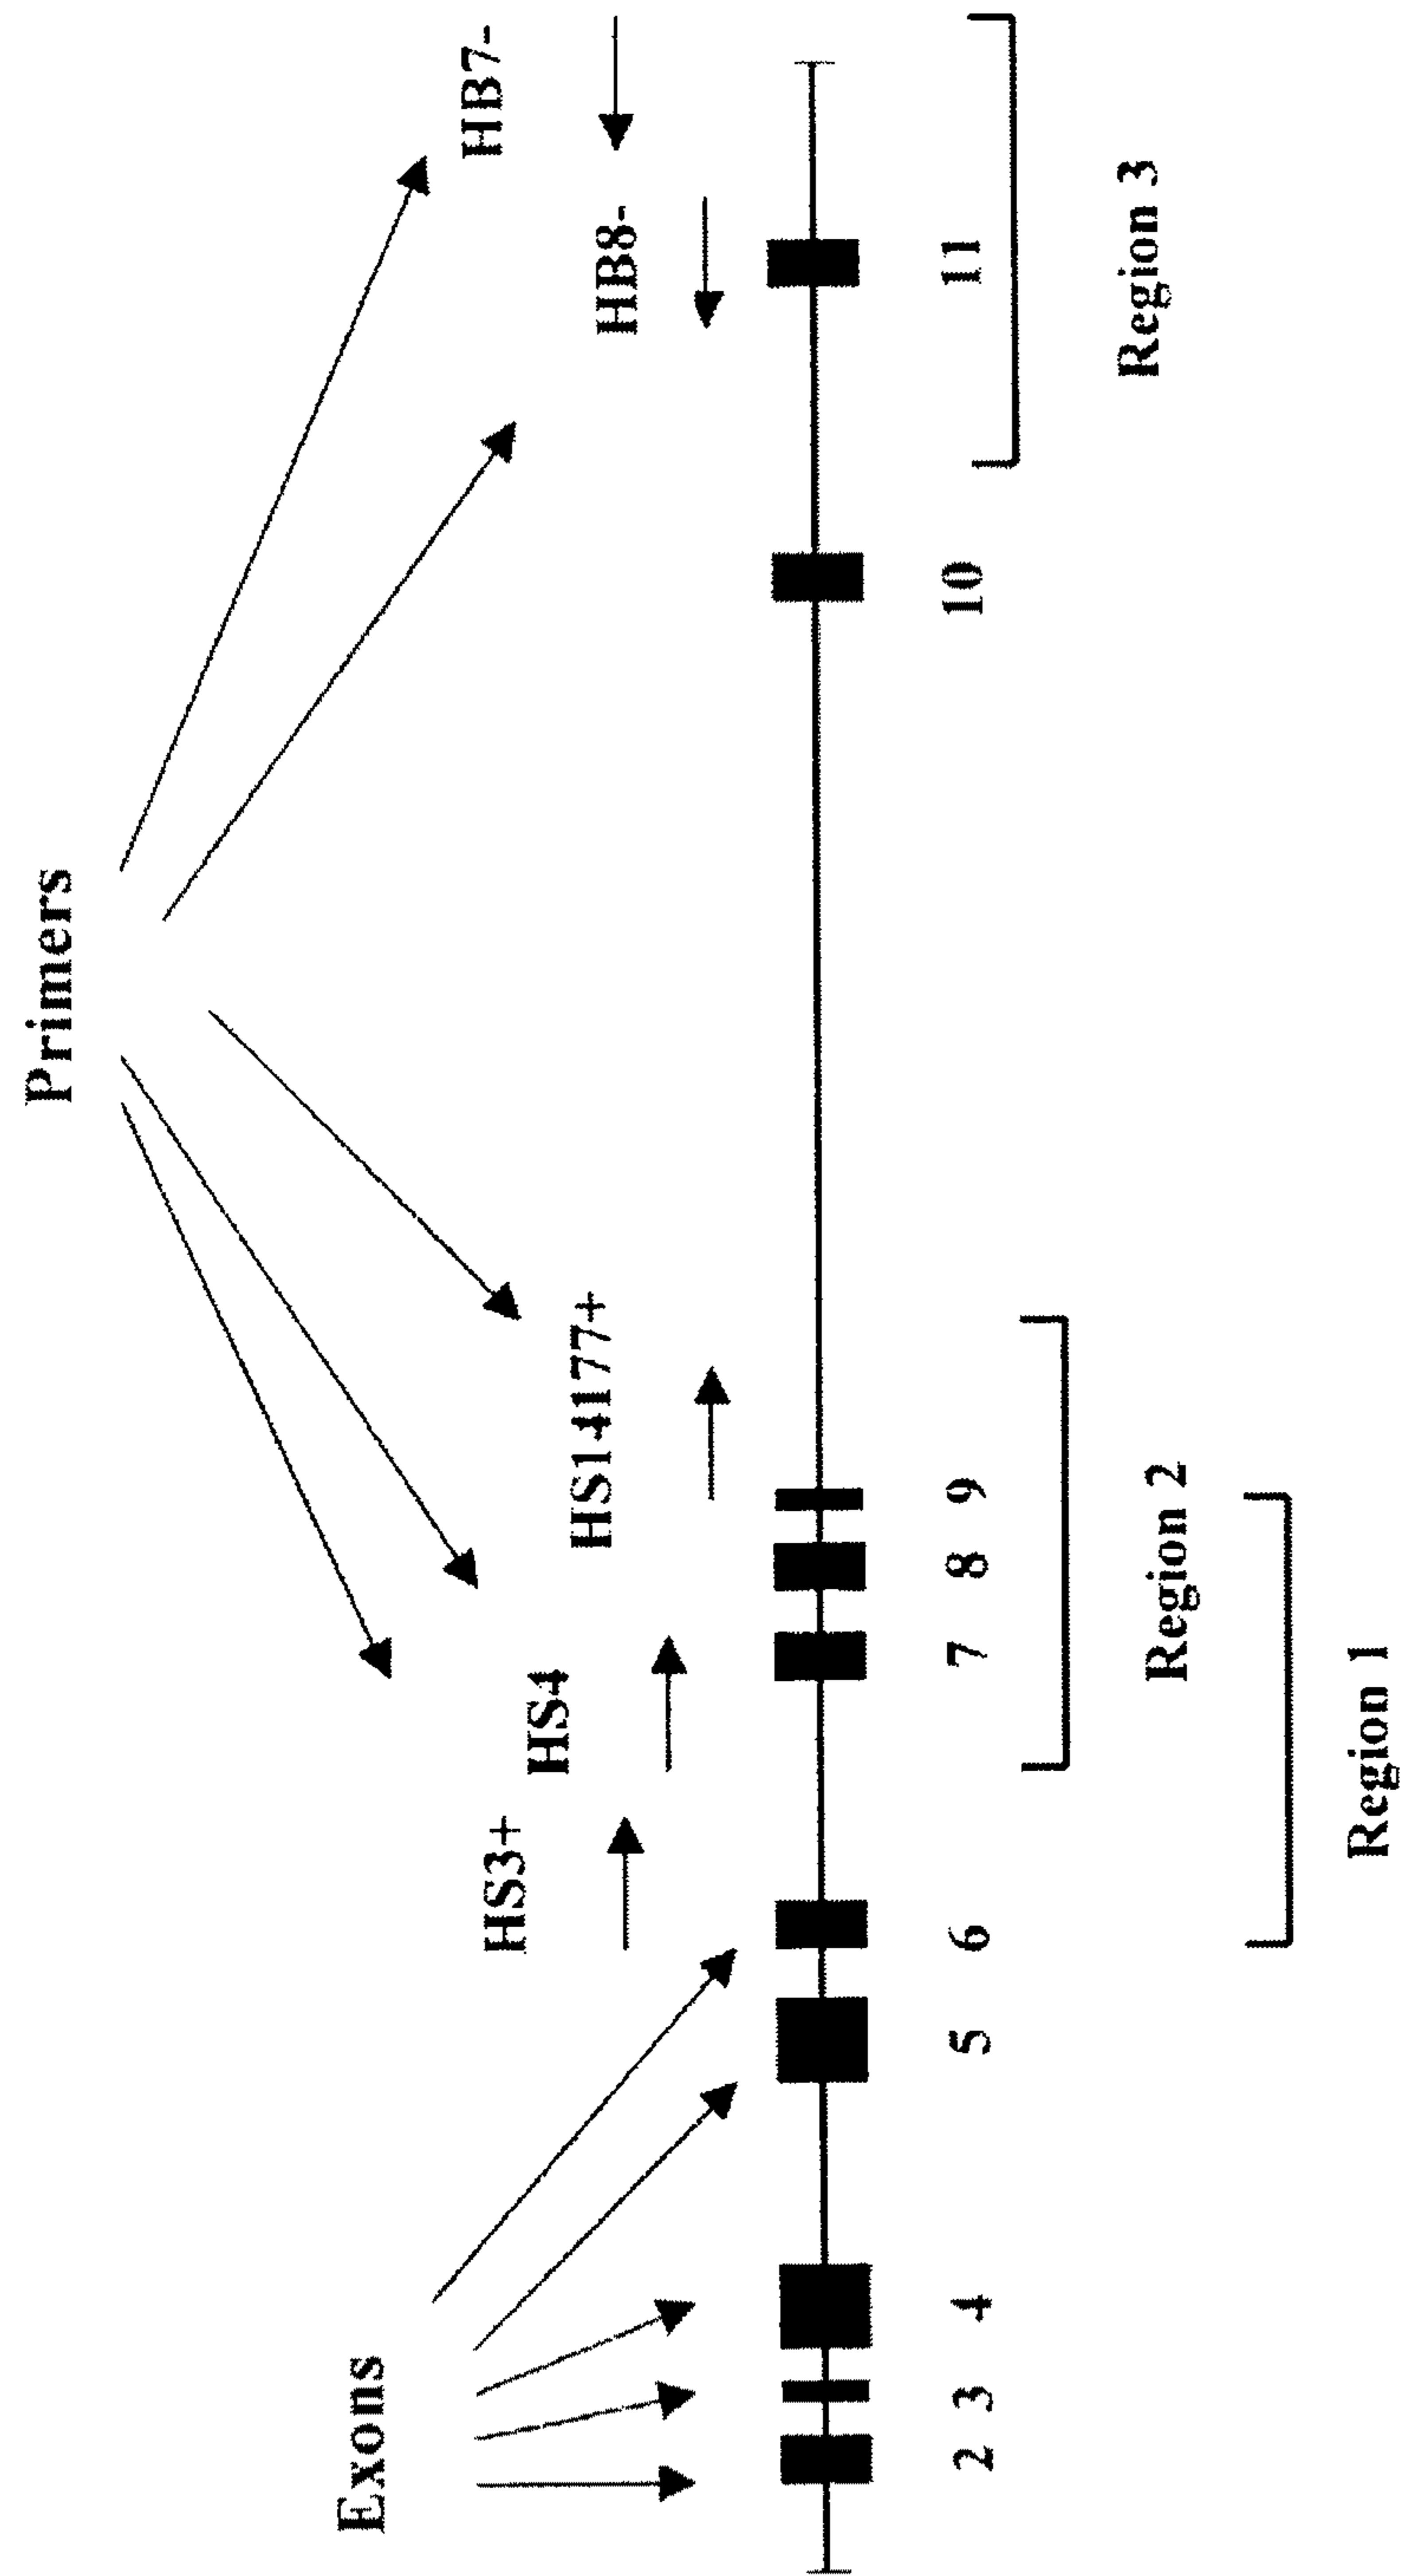 Primers
Exons
HS3+
HS4
HS14177+
HB8-
HB7-
2 3 4 5 6 7 8 9 10 11
Region 2
Region 3
Region 1